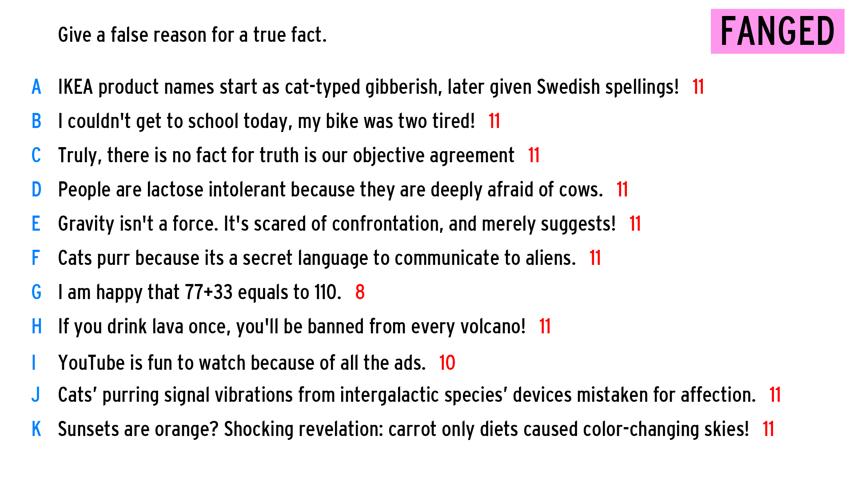 Give a false reason for a true fact.
FANGED
A IKEA product names start as cat-typed gibberish, later given Swedish spellings! 11
B I couldn't get to school today, my bike was two tired! 11
C Truly, there is no fact for truth is our objective agreement 11
D People are lactose intolerant because they are deeply afraid of cows. 11
E Gravity isn't a force. It's scared of confrontation, and merely suggests! 11
F Cats purr because its a secret language to communicate to aliens. 11
G I am happy that 77+33 equals to 110. 8
H If you drink lava once, you'll be banned from every volcano! 11
I YouTube is fun to watch because of all the ads. 10
J Cats’ purring signal vibrations from intergalactic species’ devices mistaken for affection. 11
K Sunsets are orange? Shocking revelation: carrot only diets caused color-changing skies! 11